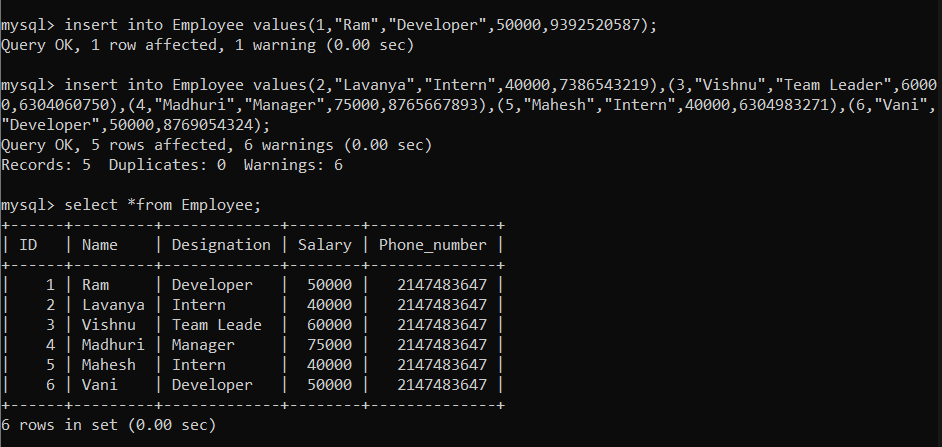 mysql> insert into Employee values(1,"Ram","Developer",50000,9392520587);
Query OK, 1 row affected, 1 warning (0.00 sec)
mysql> insert into Employee values(2,"Lavanya","Intern",40000,7386543219),(3,"Vishnu","Team Leader",6000
0,6304060750),(4,"Madhuri","Manager",75000,8765667893),(5,"Mahesh","Intern",40000,6304983271),(6,"Vani",
"Developer",50000,8769054324);
Query OK, 5 rows affected, 6 warnings (0.00 sec)
Records: 5  Duplicates: 0  Warnings: 6
mysql> select *from Employee;
+------+---------+-------------+--------+--------------+
| ID   | Name    | Designation | Salary | Phone_number |
+------+---------+-------------+--------+--------------+
|    1 | Ram     | Developer   |  50000 |   2147483647 |
|    2 | Lavanya | Intern      |  40000 |   2147483647 |
|    3 | Vishnu  | Team Leade  |  60000 |   2147483647 |
|    4 | Madhuri | Manager     |  75000 |   2147483647 |
|    5 | Mahesh  | Intern      |  40000 |   2147483647 |
|    6 | Vani    | Developer   |  50000 |   2147483647 |
+------+---------+-------------+--------+--------------+
6 rows in set (0.00 sec)